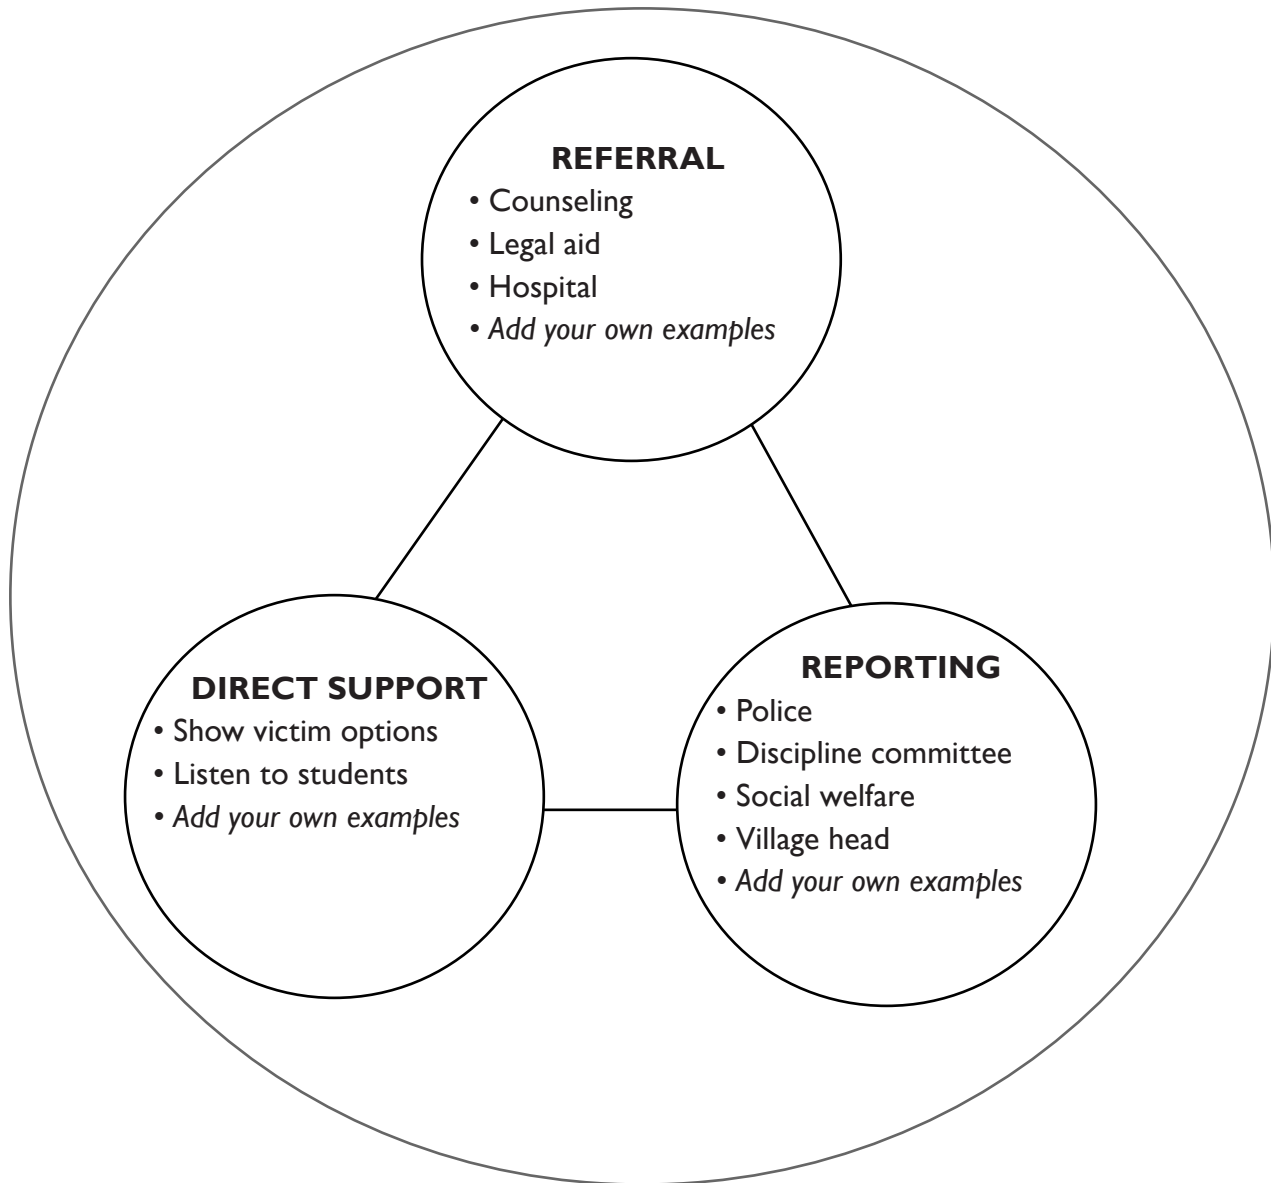 REFERRAL
• Counseling
• Legal aid
• Hospital
• Add your own examples
DIRECT SUPPORT
• Show victim options
• Listen to students
• Add your own examples
REPORTING
• Police
• Discipline committee
• Social welfare
• Village head
• Add your own examples